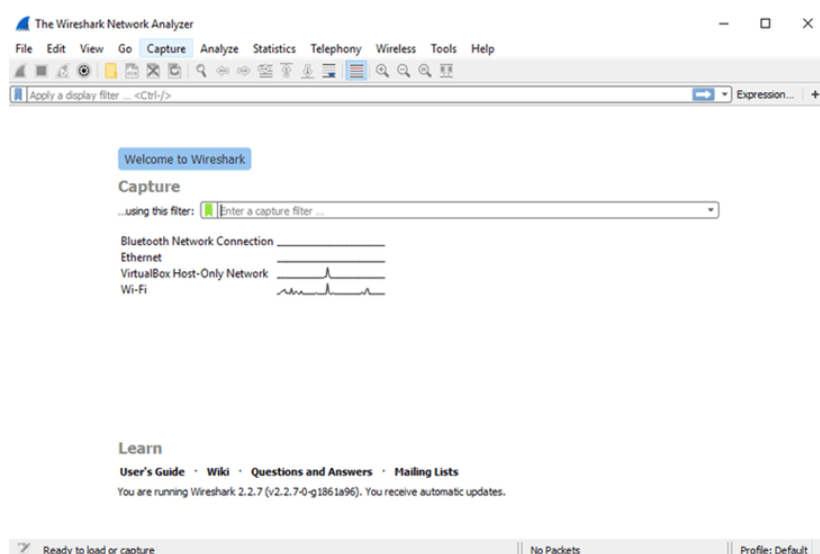 The Wireshark Network Analyzer
File Edit View Go Capture Analyze Statistics Telephony Wireless Tools Help
Apply a display filter ... <Ctrl-/> Expression... +
Welcome to Wireshark
Capture
...using this filter: Enter a capture filter ...
Bluetooth Network Connection
Ethernet
VirtualBox Host-Only Network
Wi-Fi
Learn
User's Guide · Wiki · Questions and Answers · Mailing Lists
You are running Wireshark 2.2.7 (v2.2.7-0-g1861a96). You receive automatic updates.
Ready to load or capture No Packets Profile: Default